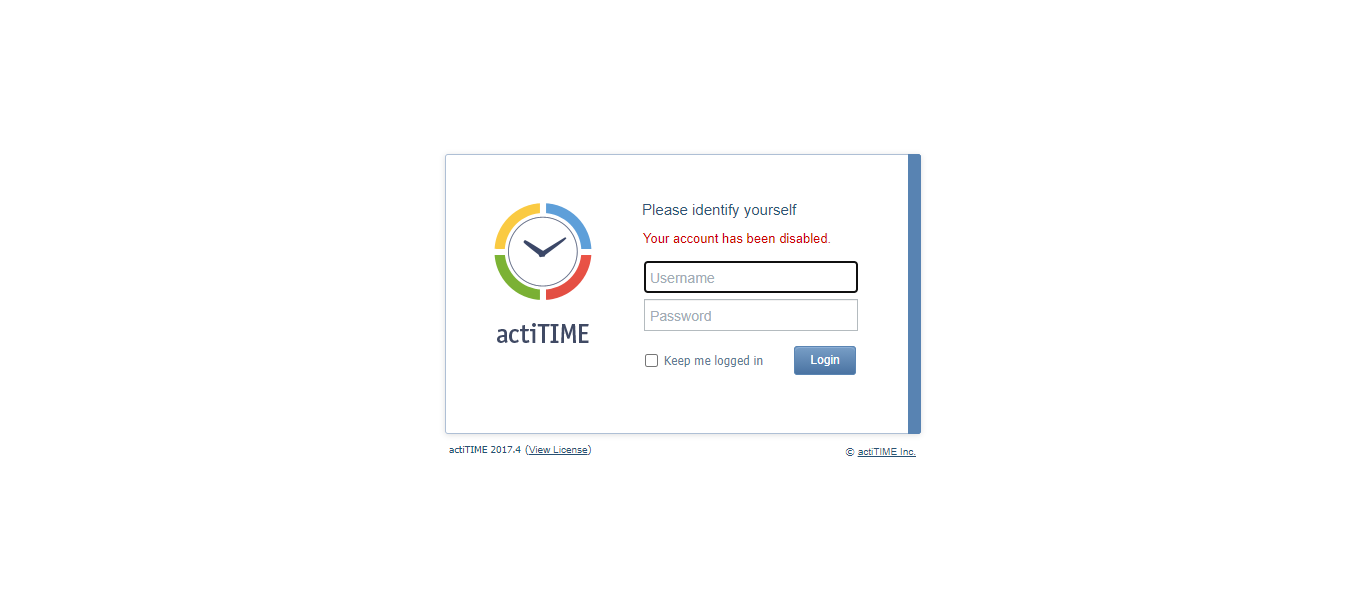 Please identify yourself
Your account has been disabled.
Username
Password
actiTIME
Keep me logged in
Login
actiTIME 2017.4 (View License)
© actiTIME Inc.